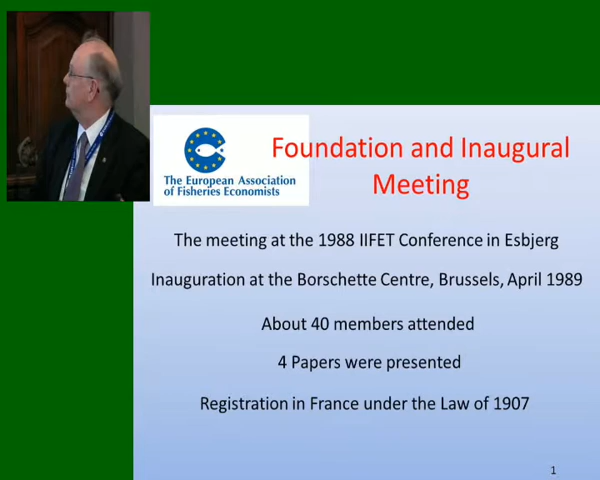 The European Association
of Fisheries Economists
Foundation and Inaugural
Meeting
The meeting at the 1988 IIFET Conference in Esbjerg
Inauguration at the Borschette Centre, Brussels, April 1989
About 40 members attended
4 Papers were presented
Registration in France under the Law of 1907
1